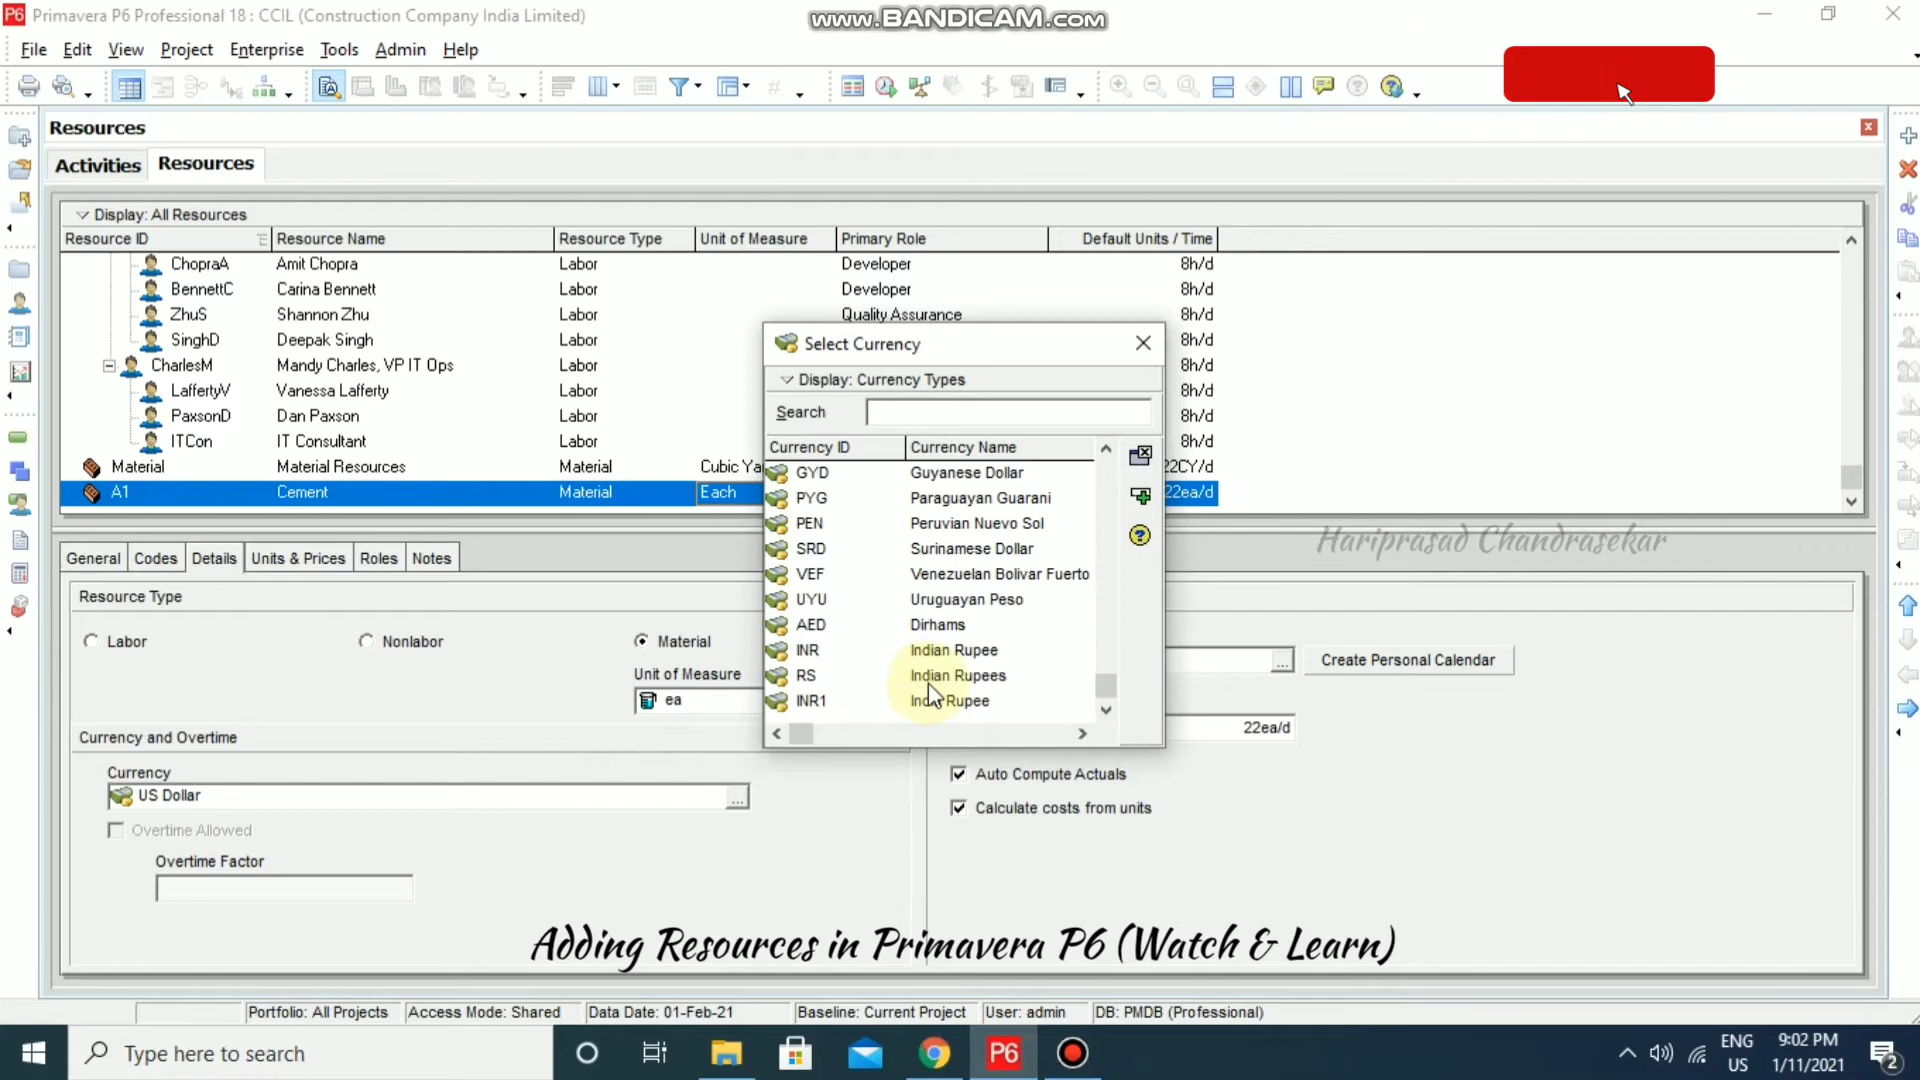 Primavera P6 Professional 18 : CCIL (Construction Company India Limited)
www.BANDICAM.com
File Edit View Project Enterprise Tools Admin Help
Resources
Activities Resources
Display: All Resources
Resource ID Resource Name Resource Type Unit of Measure Primary Role Default Units / Time
ChopraA Amit Chopra Labor Developer 8h/d
BennettC Carina Bennett Labor Developer 8h/d
ZhuS Shannon Zhu Labor Quality Assurance 8h/d
SinghD Deepak Singh Labor 8h/d
CharlesM Mandy Charles, VP IT Ops Labor 8h/d
LaffertyV Vanessa Lafferty Labor 8h/d
PaxsonD Dan Paxson Labor 8h/d
ITCon IT Consultant Labor 8h/d
Material Material Resources Material Cubic Ya 22CY/d
A1 Cement Material Each 22ea/d
Select Currency
Display: Currency Types
Search
Currency ID Currency Name
GYD Guyanese Dollar
PYG Paraguayan Guarani
PEN Peruvian Nuevo Sol
SRD Surinamese Dollar
VEF Venezuelan Bolivar Fuerto
UYU Uruguayan Peso
AED Dirhams
INR Indian Rupee
RS Indian Rupees
INR1 Rupee
Hariprasad Chandrasekar
General Codes Details Units & Prices Roles Notes
Resource Type
Labor Nonlabor Material
Unit of Measure
ea
Create Personal Calendar
22ea/d
Currency and Overtime
Currency
US Dollar
Overtime Allowed
Overtime Factor
Auto Compute Actuals
Calculate costs from units
Adding Resources in Primavera P6 (Watch & Learn)
Portfolio: All Projects Access Mode: Shared Data Date: 01-Feb-21 Baseline: Current Project User: admin DB: PMDB (Professional)
Type here to search
P6
ENG
US
9:02 PM
1/11/2021
2